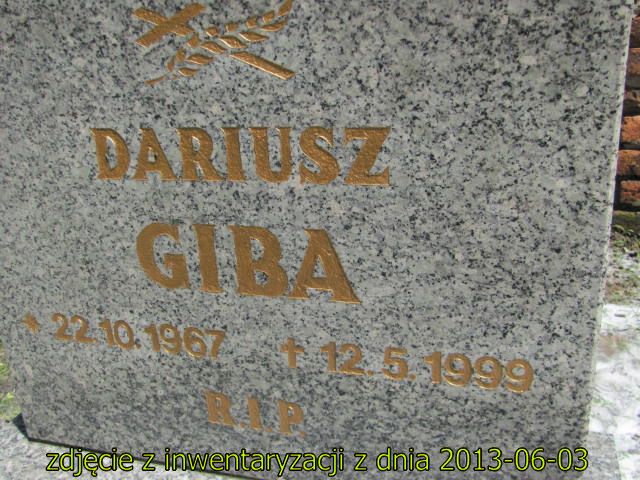 DARIUSZ
GIBA
* 22.10.1967 † 12.5.1999
R.I.P.
zdjęcie z inwentaryzacji z dnia 2013-06-03